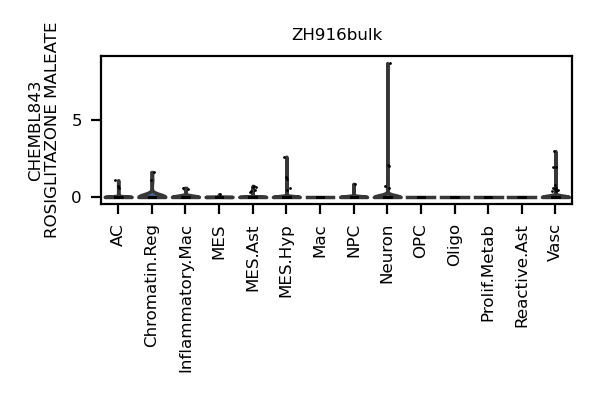 ZH916bulk
CHEMBL843
ROSIGLITAZONE MALEATE
5
0
AC
Chromatin.Reg
Inflammatory.Mac
MES
MES.Ast
MES.Hyp
Mac
NPC
Neuron
OPC
Oligo
Prolif.Metab
Reactive.Ast
Vasc